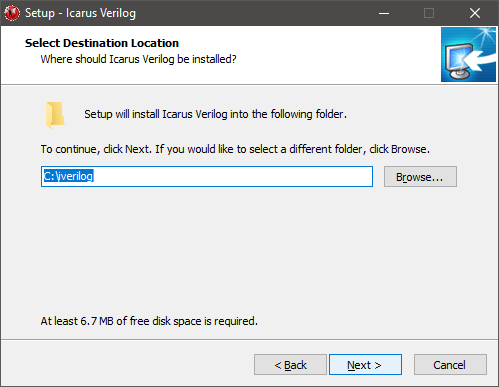 Setup - Icarus Verilog
Select Destination Location
Where should Icarus Verilog be installed?
Setup will install Icarus Verilog into the following folder.
To continue, click Next. If you would like to select a different folder, click Browse.
C:\iverilog
Browse...
At least 6.7 MB of free disk space is required.
< Back
Next >
Cancel